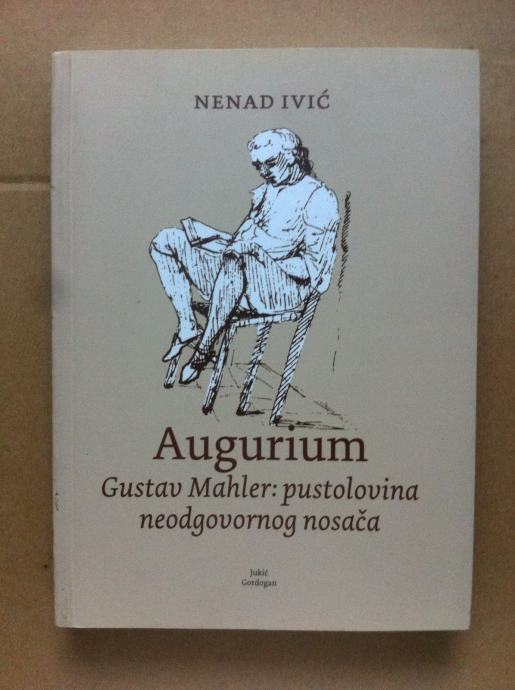 NENAD IVIĆ
Augurium
Gustav Mahler: pustolovina
neodgovornog nosača
Jukić
Gordogan